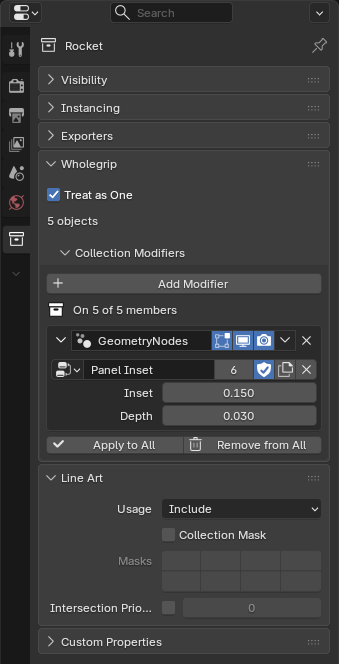 Search
Rocket
Visibility
Instancing
Exporters
Wholegrip
Treat as One
5 objects
Collection Modifiers
Add Modifier
On 5 of 5 members
GeometryNodes
Panel Inset 6
Inset 0.150
Depth 0.030
Apply to All Remove from All
Line Art
Usage Include
Collection Mask
Masks
Intersection Prio... 0
Custom Properties